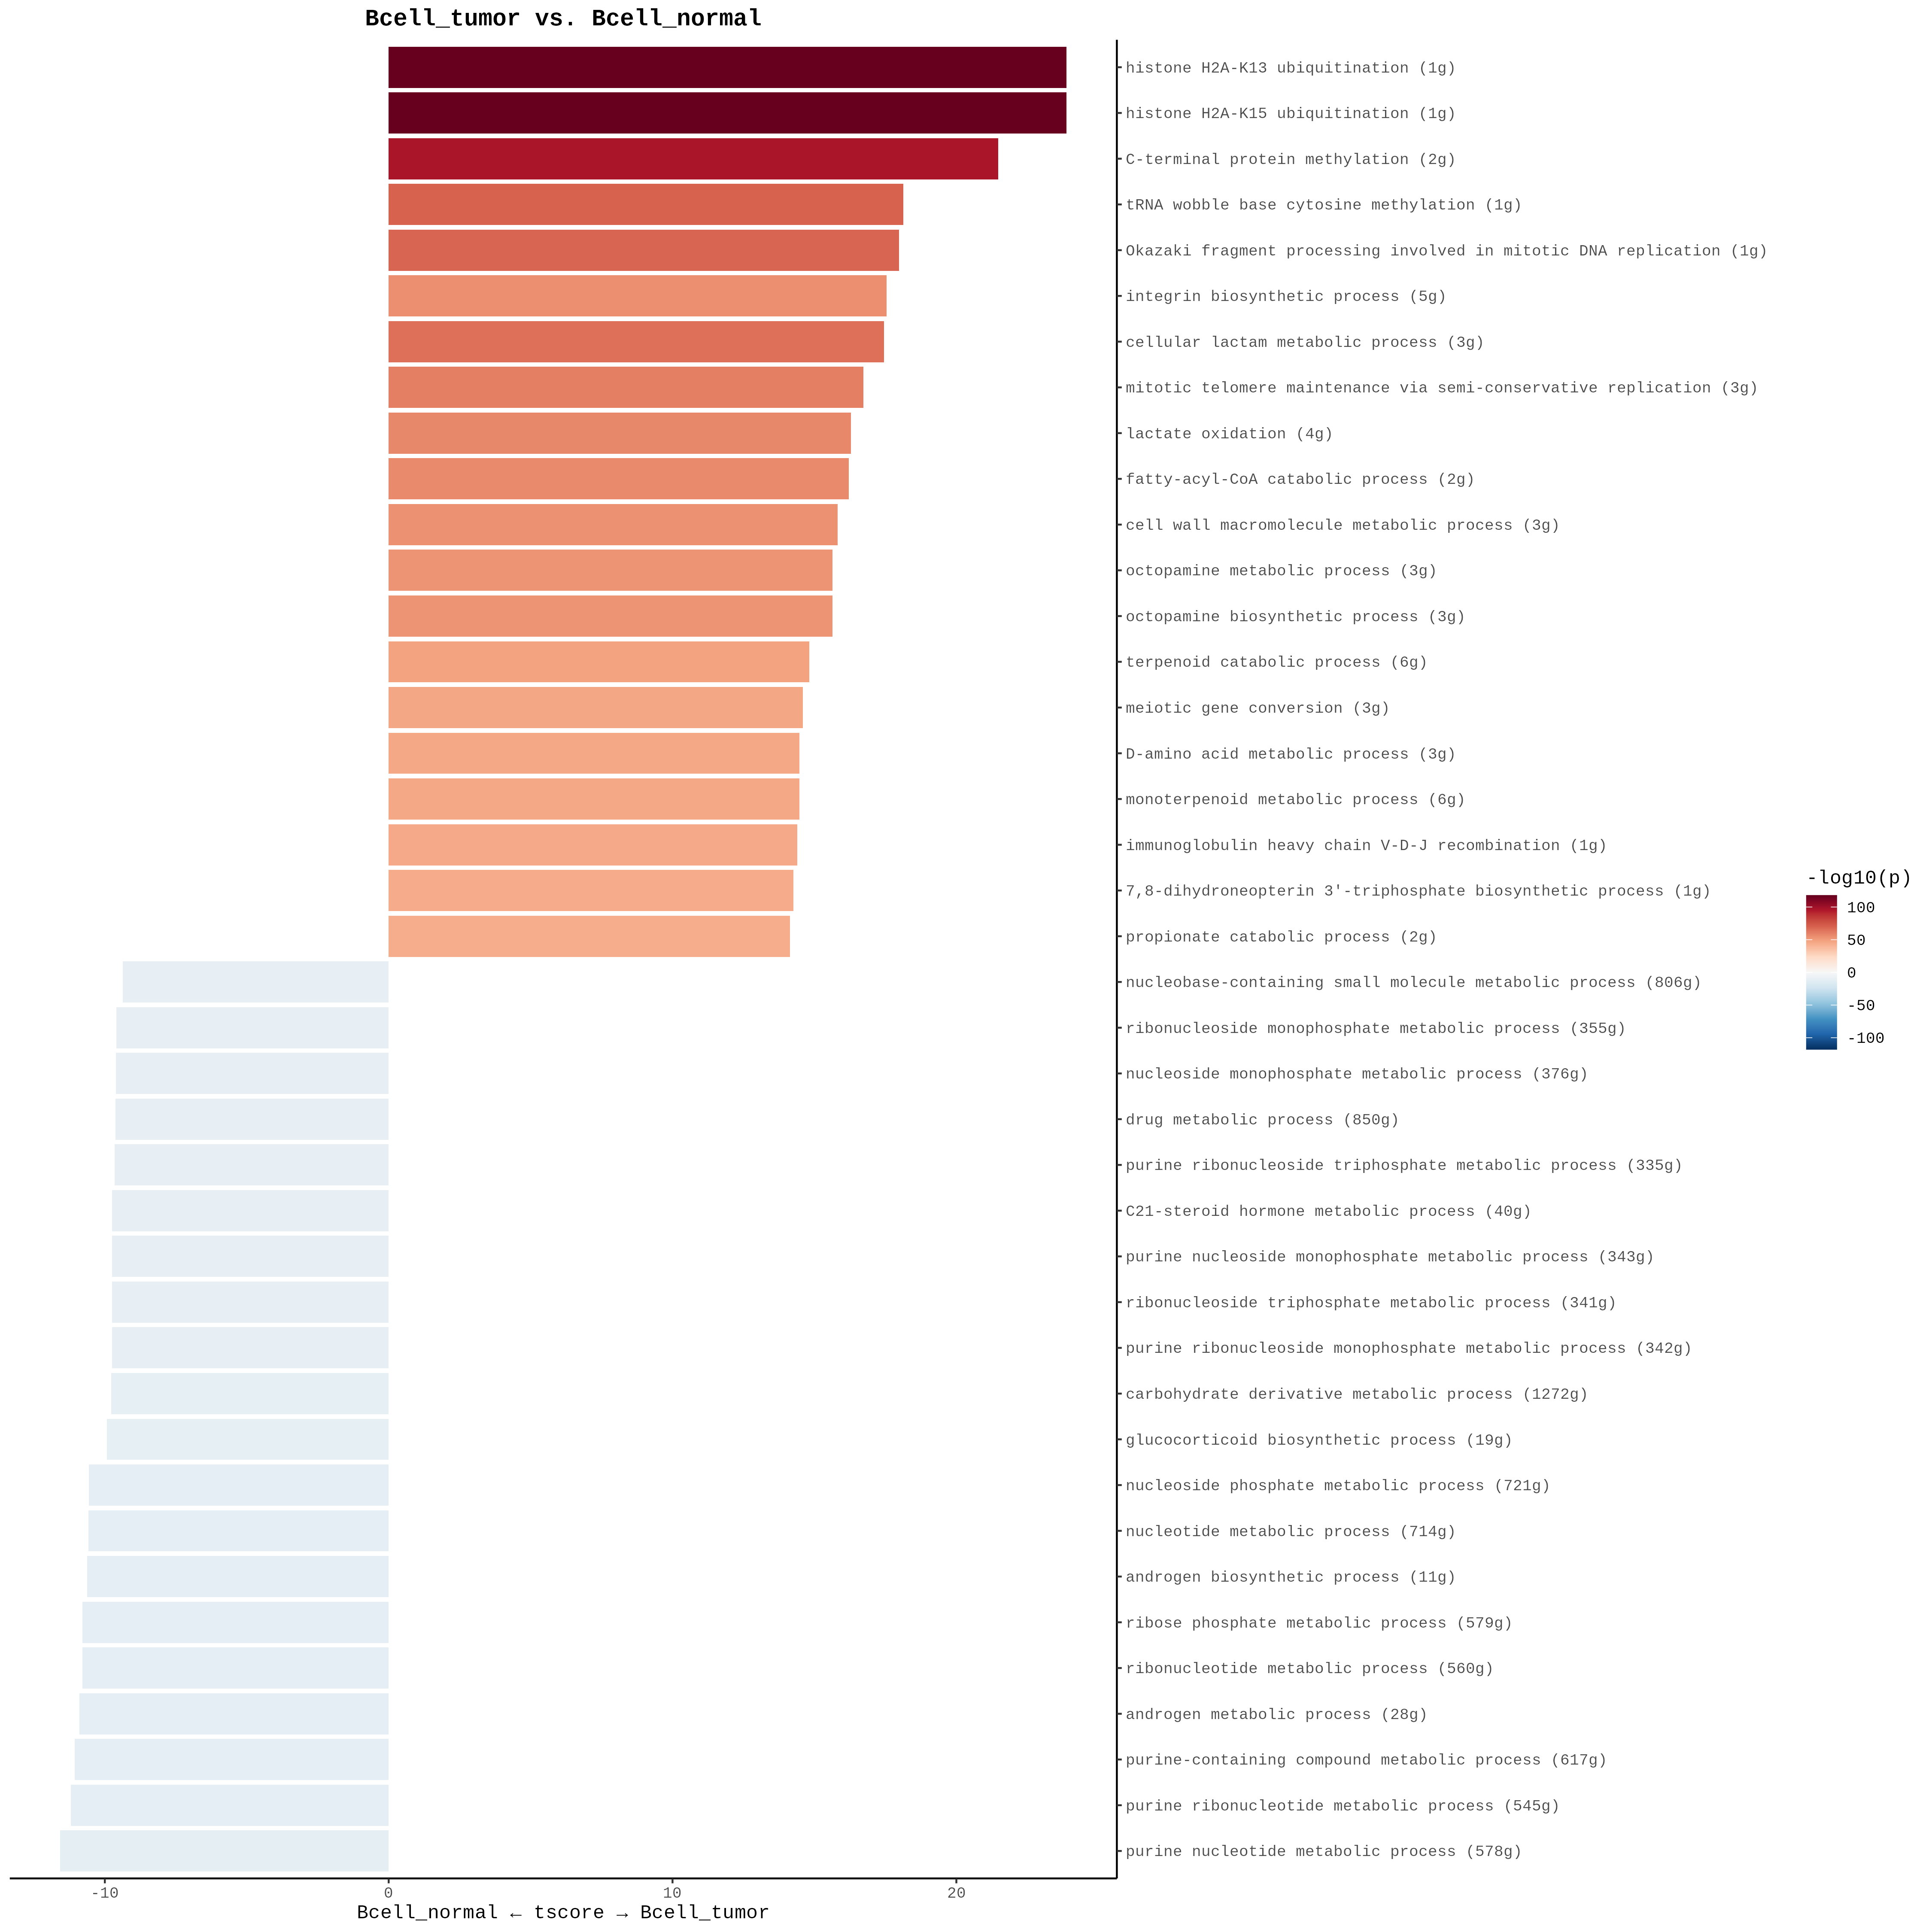 Bcell_tumor vs. Bcell_normal
histone H2A-K13 ubiquitination (1g)
histone H2A-K15 ubiquitination (1g)
C-terminal protein methylation (2g)
tRNA wobble base cytosine methylation (1g)
Okazaki fragment processing involved in mitotic DNA replication (1g)
integrin biosynthetic process (5g)
cellular lactam metabolic process (3g)
mitotic telomere maintenance via semi-conservative replication (3g)
lactate oxidation (4g)
fatty-acyl-CoA catabolic process (2g)
cell wall macromolecule metabolic process (3g)
octopamine metabolic process (3g)
octopamine biosynthetic process (3g)
terpenoid catabolic process (6g)
meiotic gene conversion (3g)
D-amino acid metabolic process (3g)
monoterpenoid metabolic process (6g)
immunoglobulin heavy chain V-D-J recombination (1g)
7,8-dihydroneopterin 3'-triphosphate biosynthetic process (1g)
propionate catabolic process (2g)
nucleobase-containing small molecule metabolic process (806g)
ribonucleoside monophosphate metabolic process (355g)
nucleoside monophosphate metabolic process (376g)
drug metabolic process (850g)
purine ribonucleoside triphosphate metabolic process (335g)
C21-steroid hormone metabolic process (40g)
purine nucleoside monophosphate metabolic process (343g)
ribonucleoside triphosphate metabolic process (341g)
purine ribonucleoside monophosphate metabolic process (342g)
carbohydrate derivative metabolic process (1272g)
glucocorticoid biosynthetic process (19g)
nucleoside phosphate metabolic process (721g)
nucleotide metabolic process (714g)
androgen biosynthetic process (11g)
ribose phosphate metabolic process (579g)
ribonucleotide metabolic process (560g)
androgen metabolic process (28g)
purine-containing compound metabolic process (617g)
purine ribonucleotide metabolic process (545g)
purine nucleotide metabolic process (578g)
-10 0 10 20
Bcell_normal ← tscore → Bcell_tumor
-log10(p)
100
50
0
-50
-100